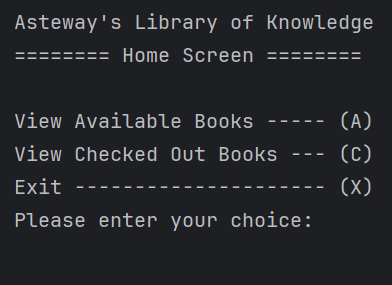 Asteway's Library of Knowledge
======== Home Screen ========
View Available Books ----- (A)
View Checked Out Books --- (C)
Exit --------------------- (X)
Please enter your choice: